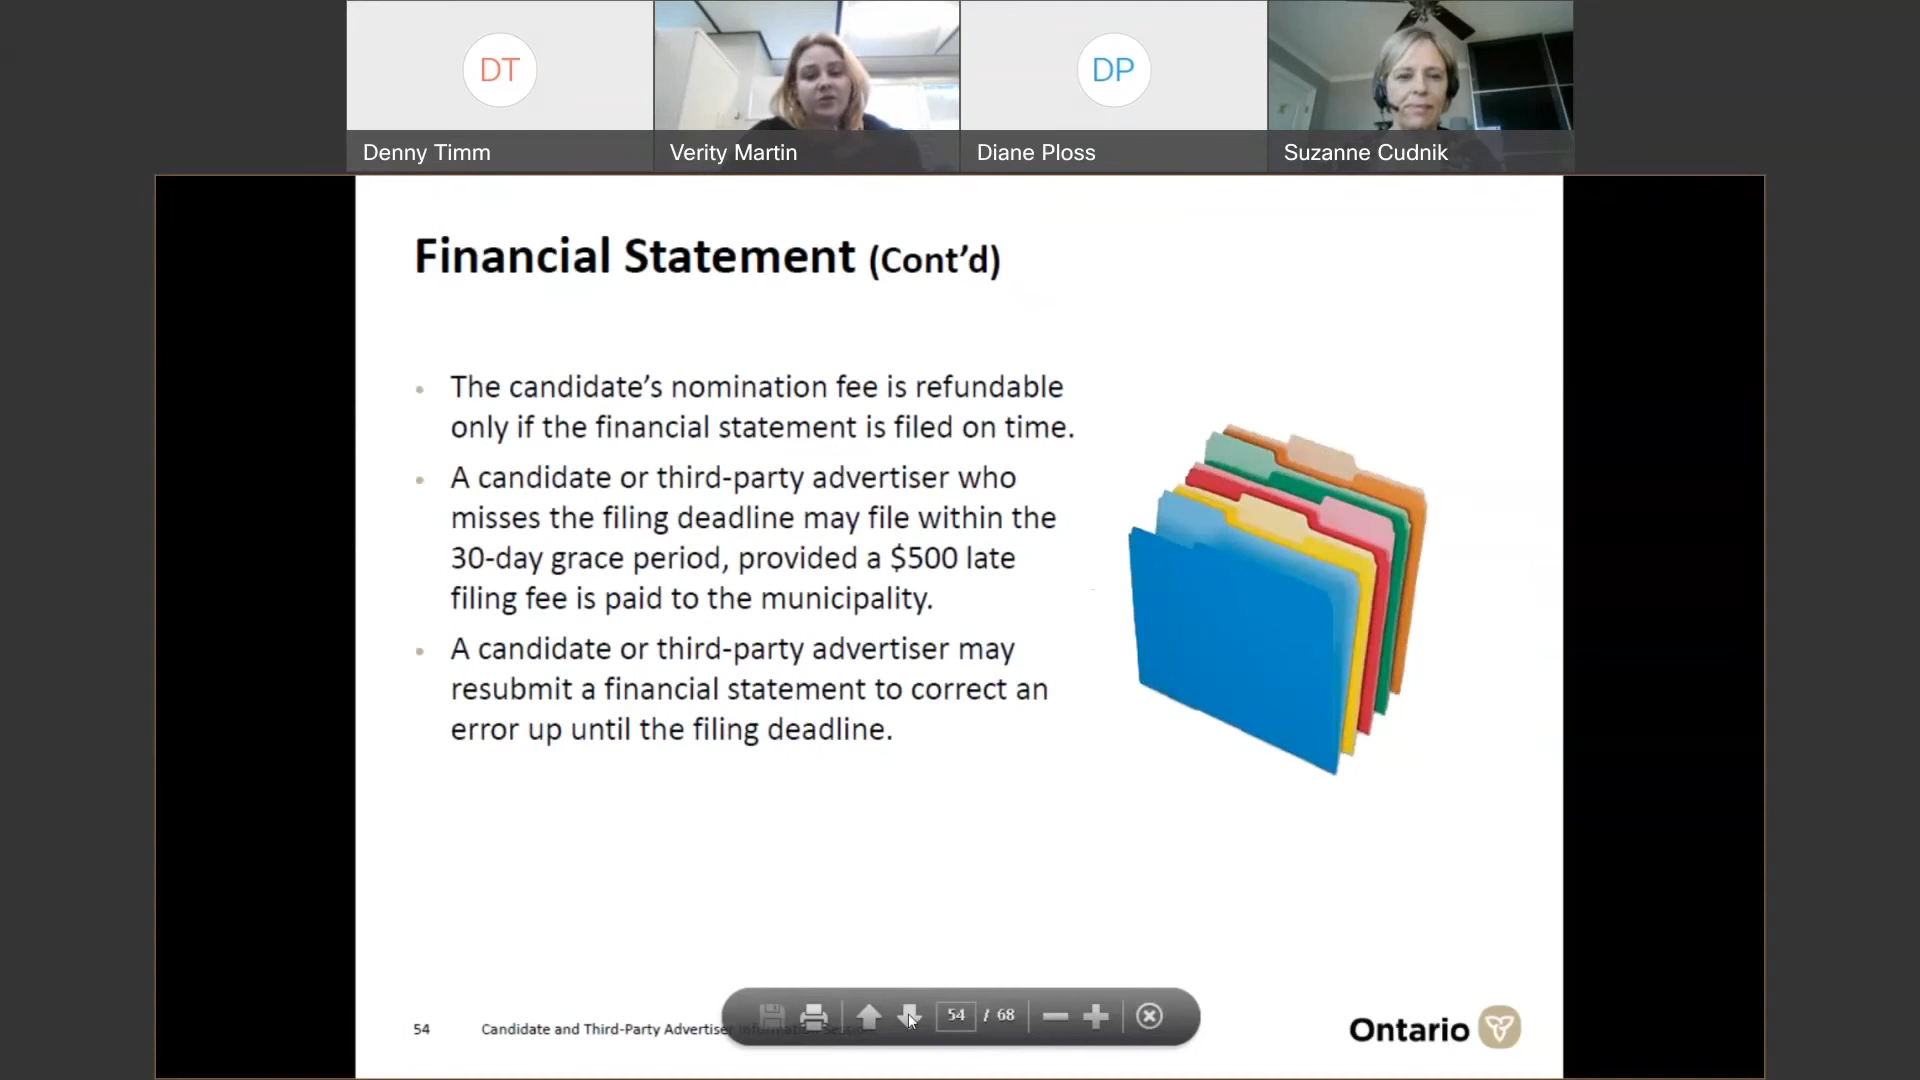 DT
DP
Denny Timm
Verity Martin
Diane Ploss
Suzanne Cudnik
Financial Statement (Cont’d)
• The candidate’s nomination fee is refundable
only if the financial statement is filed on time.
• A candidate or third-party advertiser who
misses the filing deadline may file within the
30-day grace period, provided a $500 late
filing fee is paid to the municipality.
• A candidate or third-party advertiser may
resubmit a financial statement to correct an
error up until the filing deadline.
54 / 68
54 Candidate and Third-Party Advertiser
Ontario